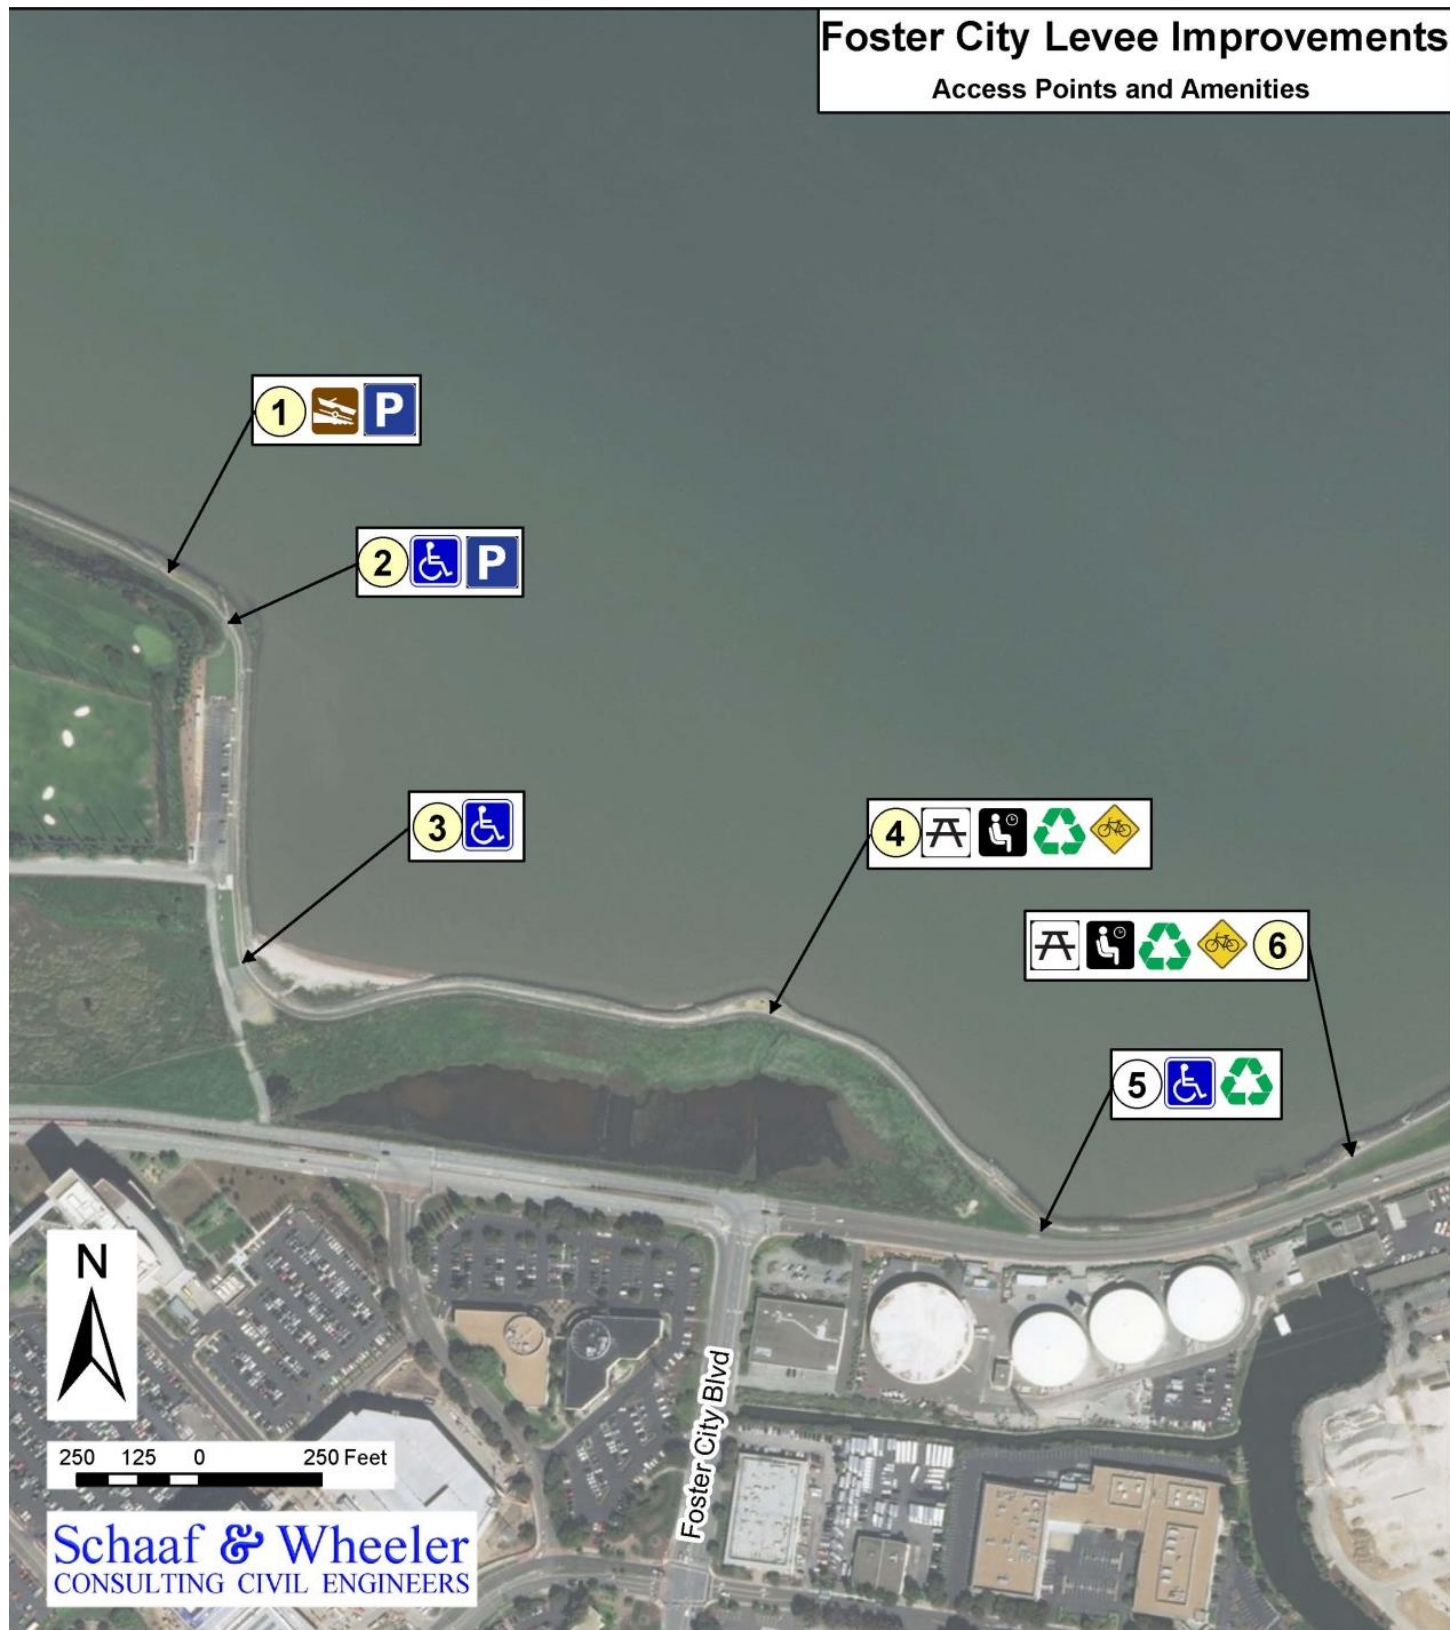 Foster City Levee Improvements
Access Points and Amenities
1 P
2 P
3
4
6
5
N
250 125 0 250 Feet
Foster City Blvd
Schaaf & Wheeler
CONSULTING CIVIL ENGINEERS